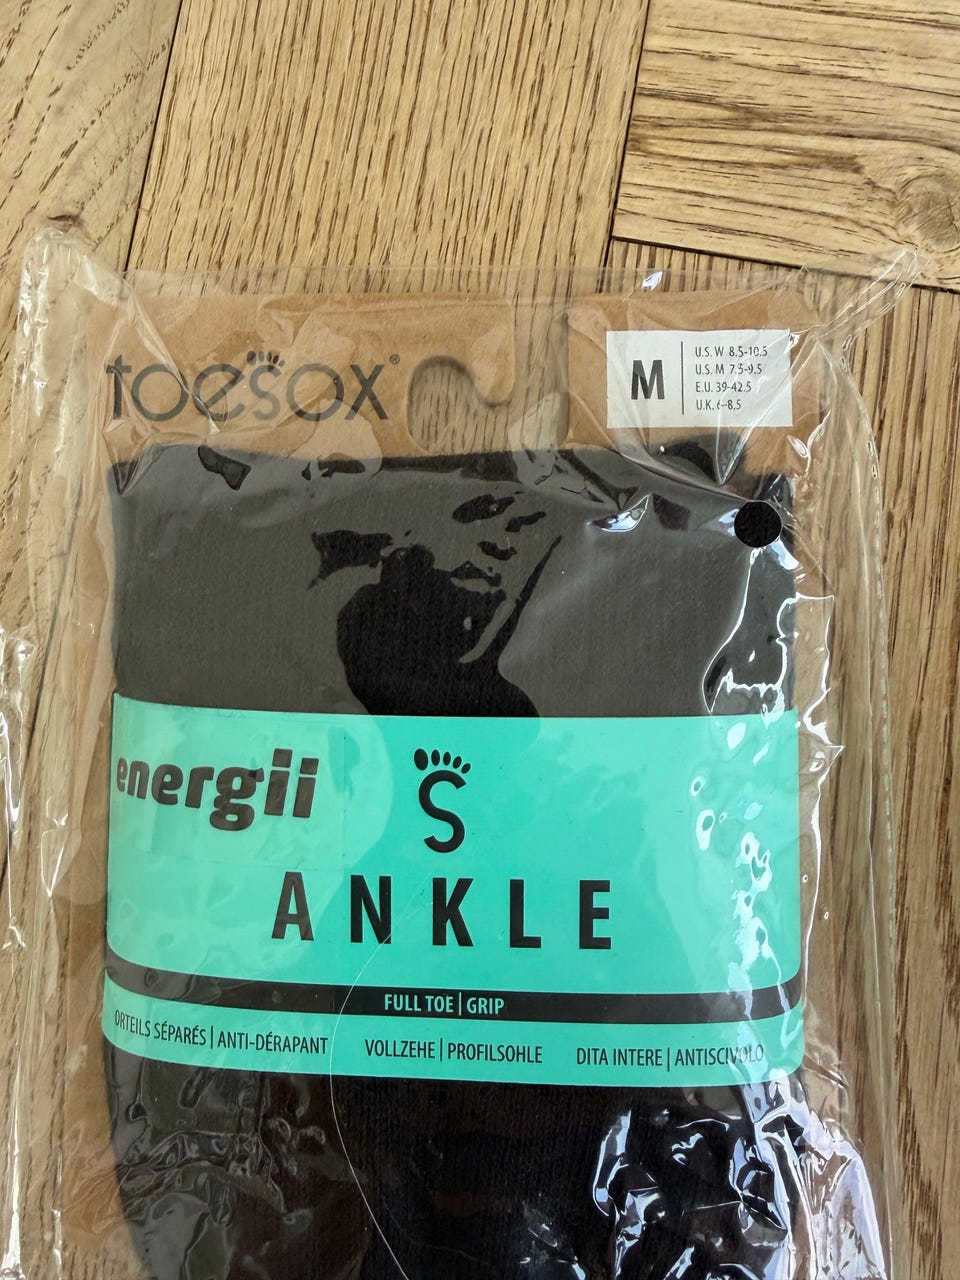 toesox®
M
U.S. W 8.5-10.5
U.S. M 7.5-9.5
E.U. 39-42.5
U.K. 6-8.5
energii
S
ANKLE
FULL TOE | GRIP
ORTEILS SÉPARÉS | ANTI-DÉRAPANT
VOLLZEHE | PROFILSOHLE
DITA INTERE | ANTISCIVOLO